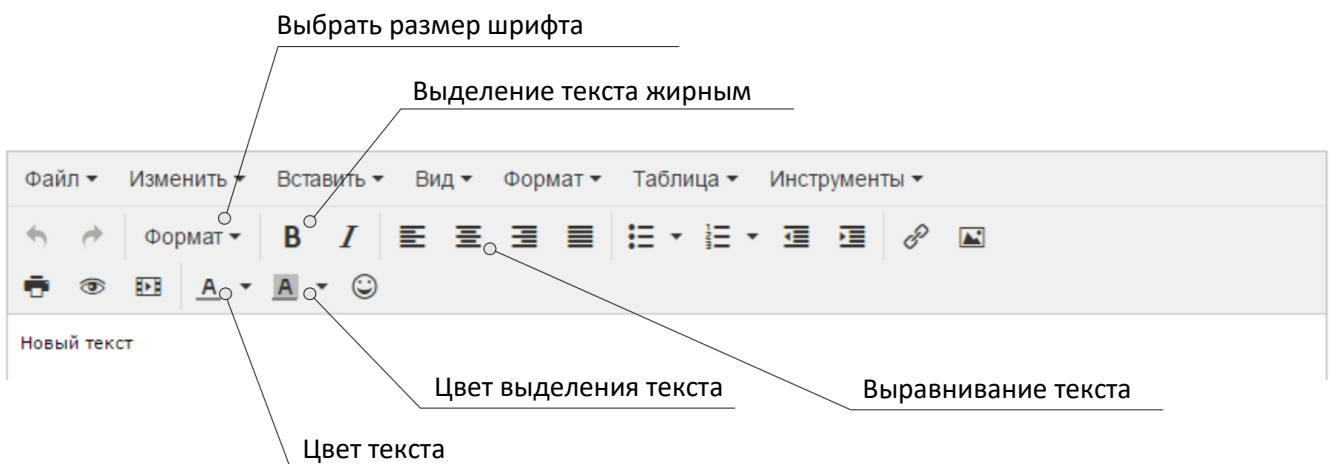 Выбрать размер шрифта
Выделение текста жирным
Файл Изменить Вставить Вид Формат Таблица Инструменты
Формат B I
A A
Новый текст
Цвет выделения текста Выравнивание текста
Цвет текста